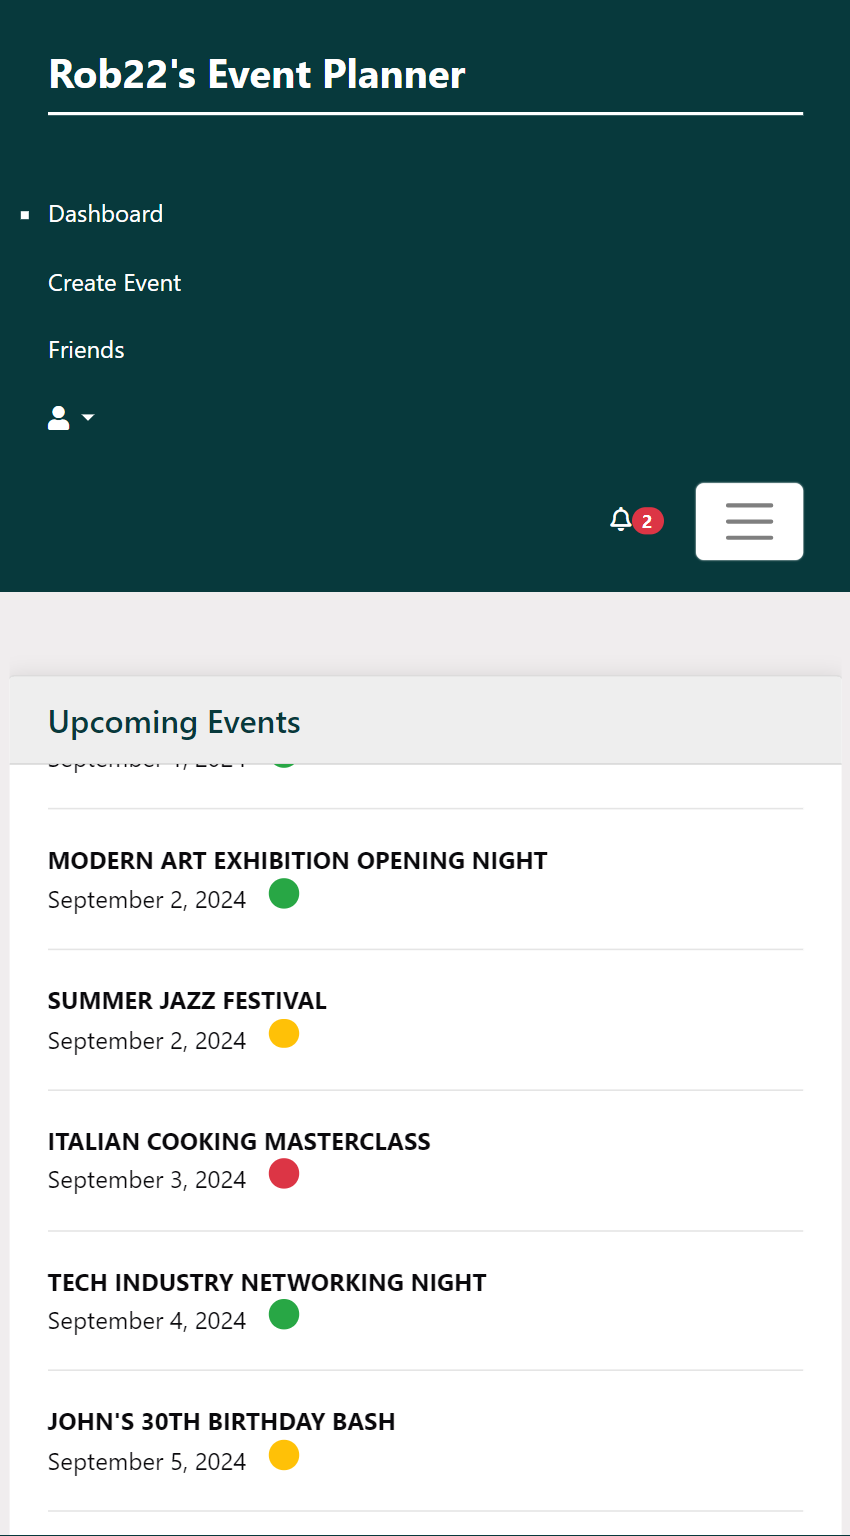 Rob22's Event Planner
Dashboard
Create Event
Friends
2
Upcoming Events
MODERN ART EXHIBITION OPENING NIGHT
September 2, 2024
SUMMER JAZZ FESTIVAL
September 2, 2024
ITALIAN COOKING MASTERCLASS
September 3, 2024
TECH INDUSTRY NETWORKING NIGHT
September 4, 2024
JOHN'S 30TH BIRTHDAY BASH
September 5, 2024